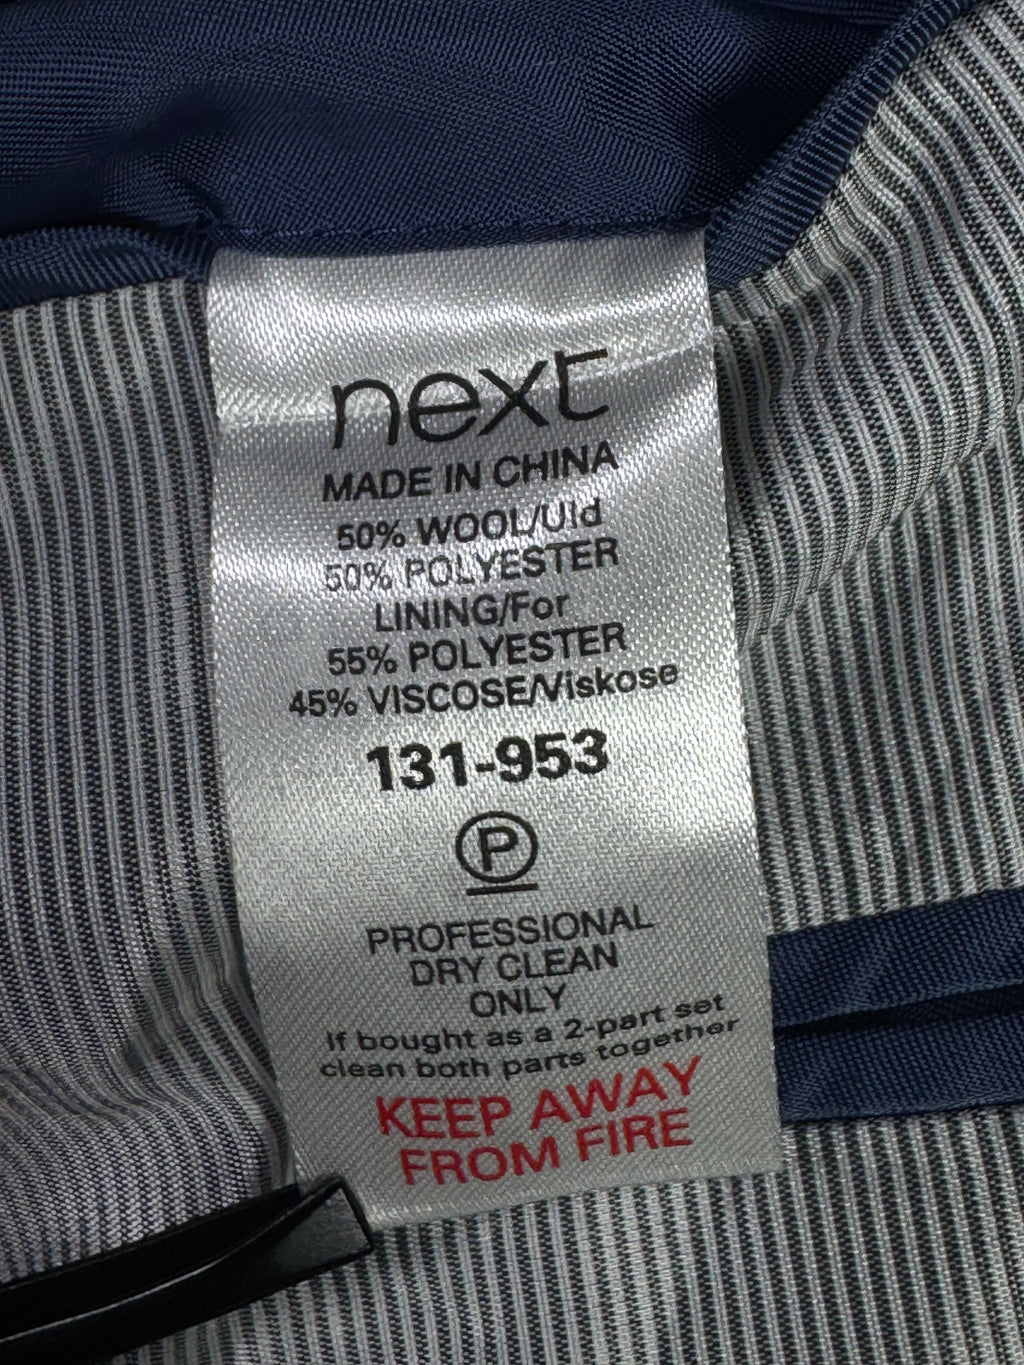 next
MADE IN CHINA
50% WOOL/Uld
50% POLYESTER
LINING/For
55% POLYESTER
45% VISCOSE/Viskose
131-953
P
PROFESSIONAL
DRY CLEAN
ONLY
If bought as a 2-part set
clean both parts together
KEEP AWAY
FROM FIRE